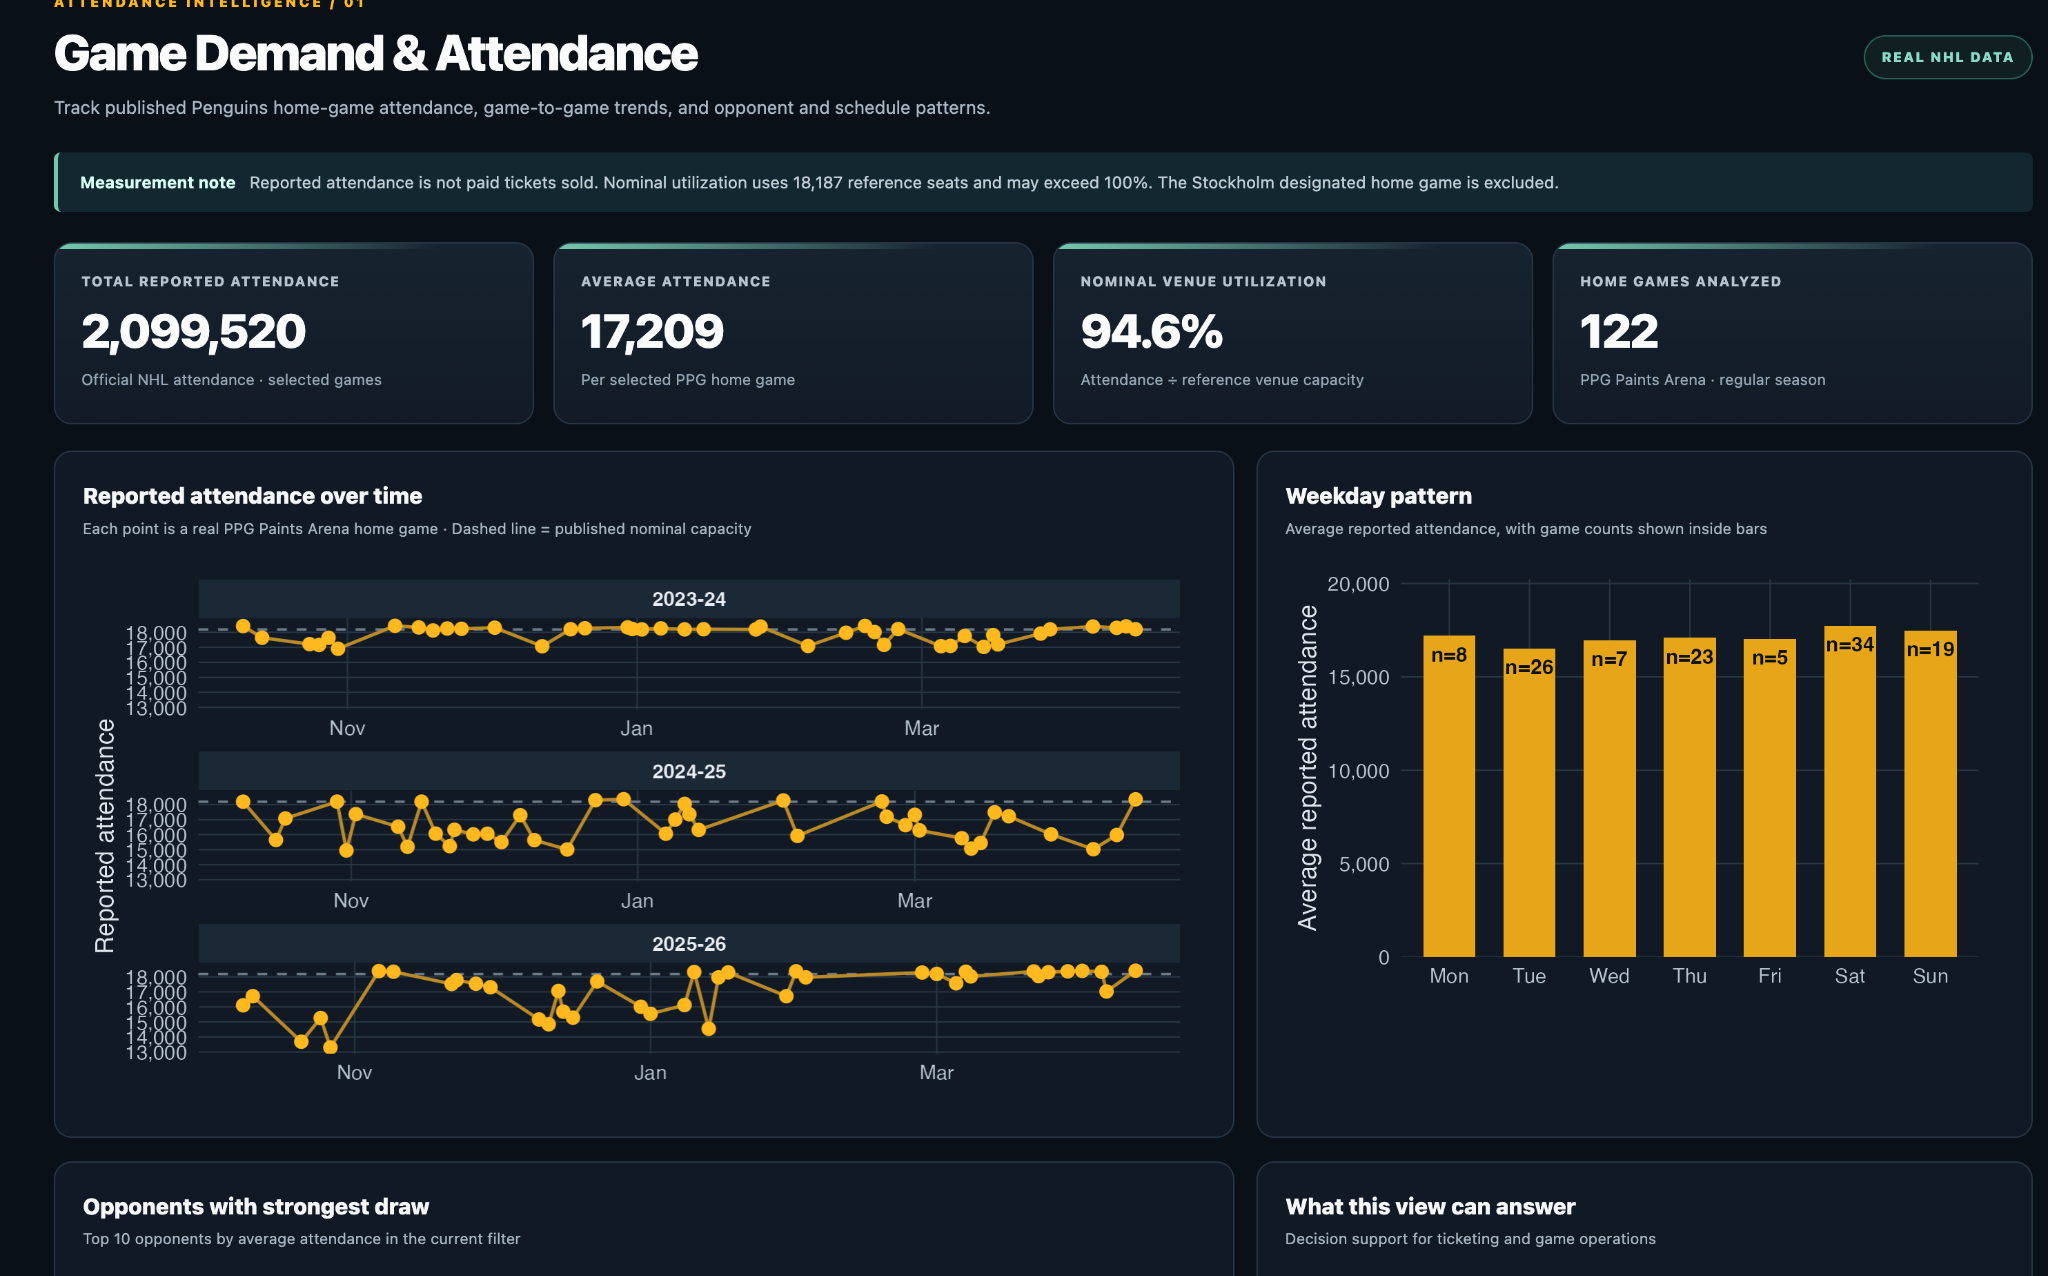 ATTENDANCE INTELLIGENCE / 01
Game Demand & Attendance
REAL NHL DATA
Track published Penguins home-game attendance, game-to-game trends, and opponent and schedule patterns.
Measurement note Reported attendance is not paid tickets sold. Nominal utilization uses 18,187 reference seats and may exceed 100%. The Stockholm designated home game is excluded.
TOTAL REPORTED ATTENDANCE
2,099,520
Official NHL attendance · selected games
AVERAGE ATTENDANCE
17,209
Per selected PPG home game
NOMINAL VENUE UTILIZATION
94.6%
Attendance ÷ reference venue capacity
HOME GAMES ANALYZED
122
PPG Paints Arena · regular season
Reported attendance over time
Each point is a real PPG Paints Arena home game · Dashed line = published nominal capacity
Reported attendance
2023-24
18,000
17,000
16,000
15,000
14,000
13,000
Nov Jan Mar
2024-25
18,000
17,000
16,000
15,000
14,000
13,000
Nov Jan Mar
2025-26
18,000
17,000
16,000
15,000
14,000
13,000
Nov Jan Mar
Weekday pattern
Average reported attendance, with game counts shown inside bars
Average reported attendance
20,000
15,000
10,000
5,000
0
n=8 n=26 n=7 n=23 n=5 n=34 n=19
Mon Tue Wed Thu Fri Sat Sun
Opponents with strongest draw
Top 10 opponents by average attendance in the current filter
What this view can answer
Decision support for ticketing and game operations